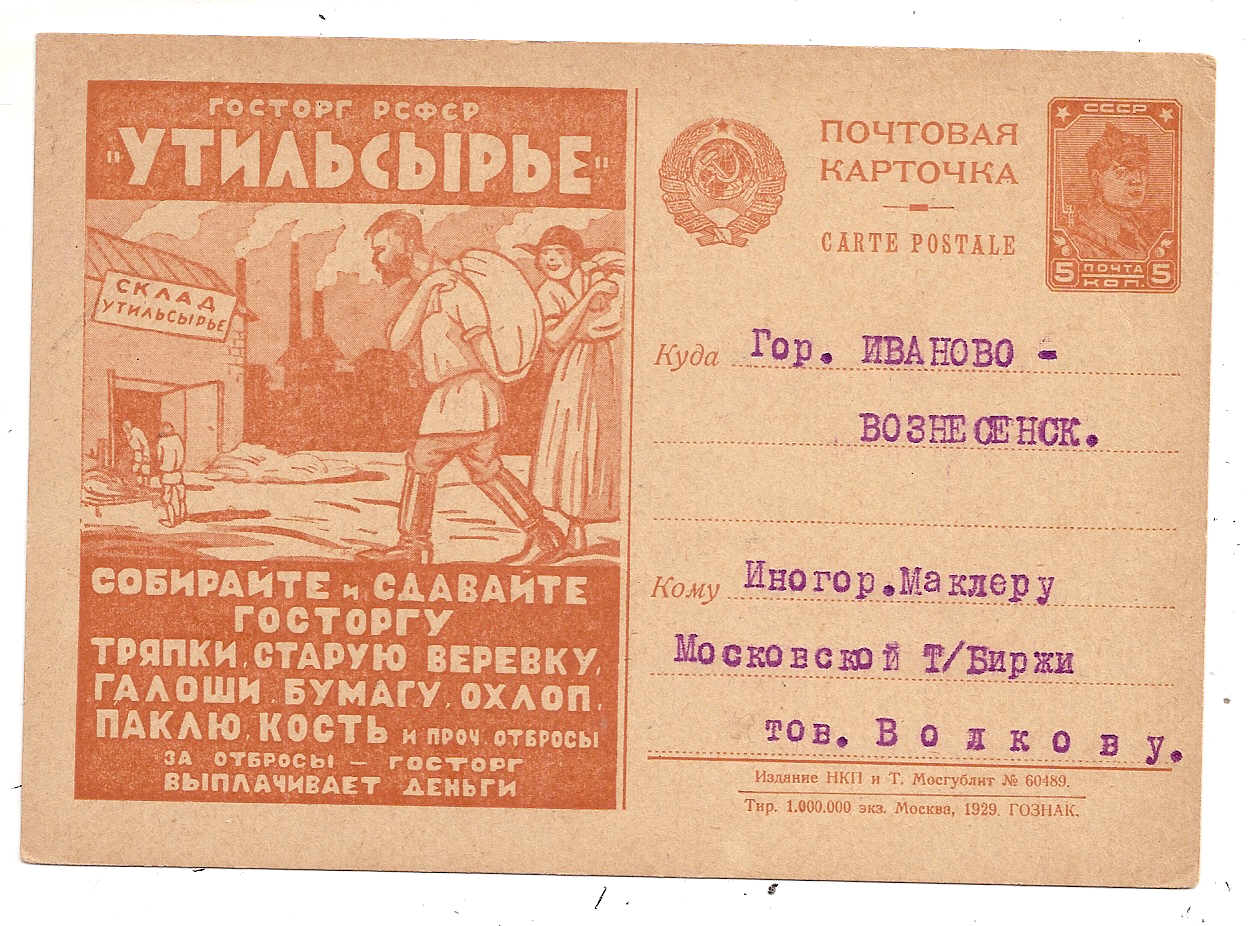 ГОСТОРГ РСФСР
"УТИЛЬСЫРЬЕ"
СКЛАД
УТИЛЬСЫРЬЕ
СОБИРАЙТЕ и СДАВАЙТЕ
ГОСТОРГУ
ТРЯПКИ, СТАРУЮ ВЕРЕВКУ,
ГАЛОШИ, БУМАГУ, ОХЛОП,
ПАКЛЮ, КОСТЬ и ПРОЧ. ОТБРОСЫ
ЗА ОТБРОСЫ — ГОСТОРГ
ВЫПЛАЧИВАЕТ ДЕНЬГИ
ПОЧТОВАЯ
КАРТОЧКА
CARTE POSTALE
СССР
5 ПОЧТА 5
КОП.
Куда Гор. ИВАНОВО -
ВОЗНЕСЕНСК.
Кому Иногор.Маклеру
Московской Т/Биржи
тов. Волкову.
Издание НКП и Т. Мосгублит № 60489.
Тир. 1.000.000 экз. Москва, 1929. ГОЗНАК.